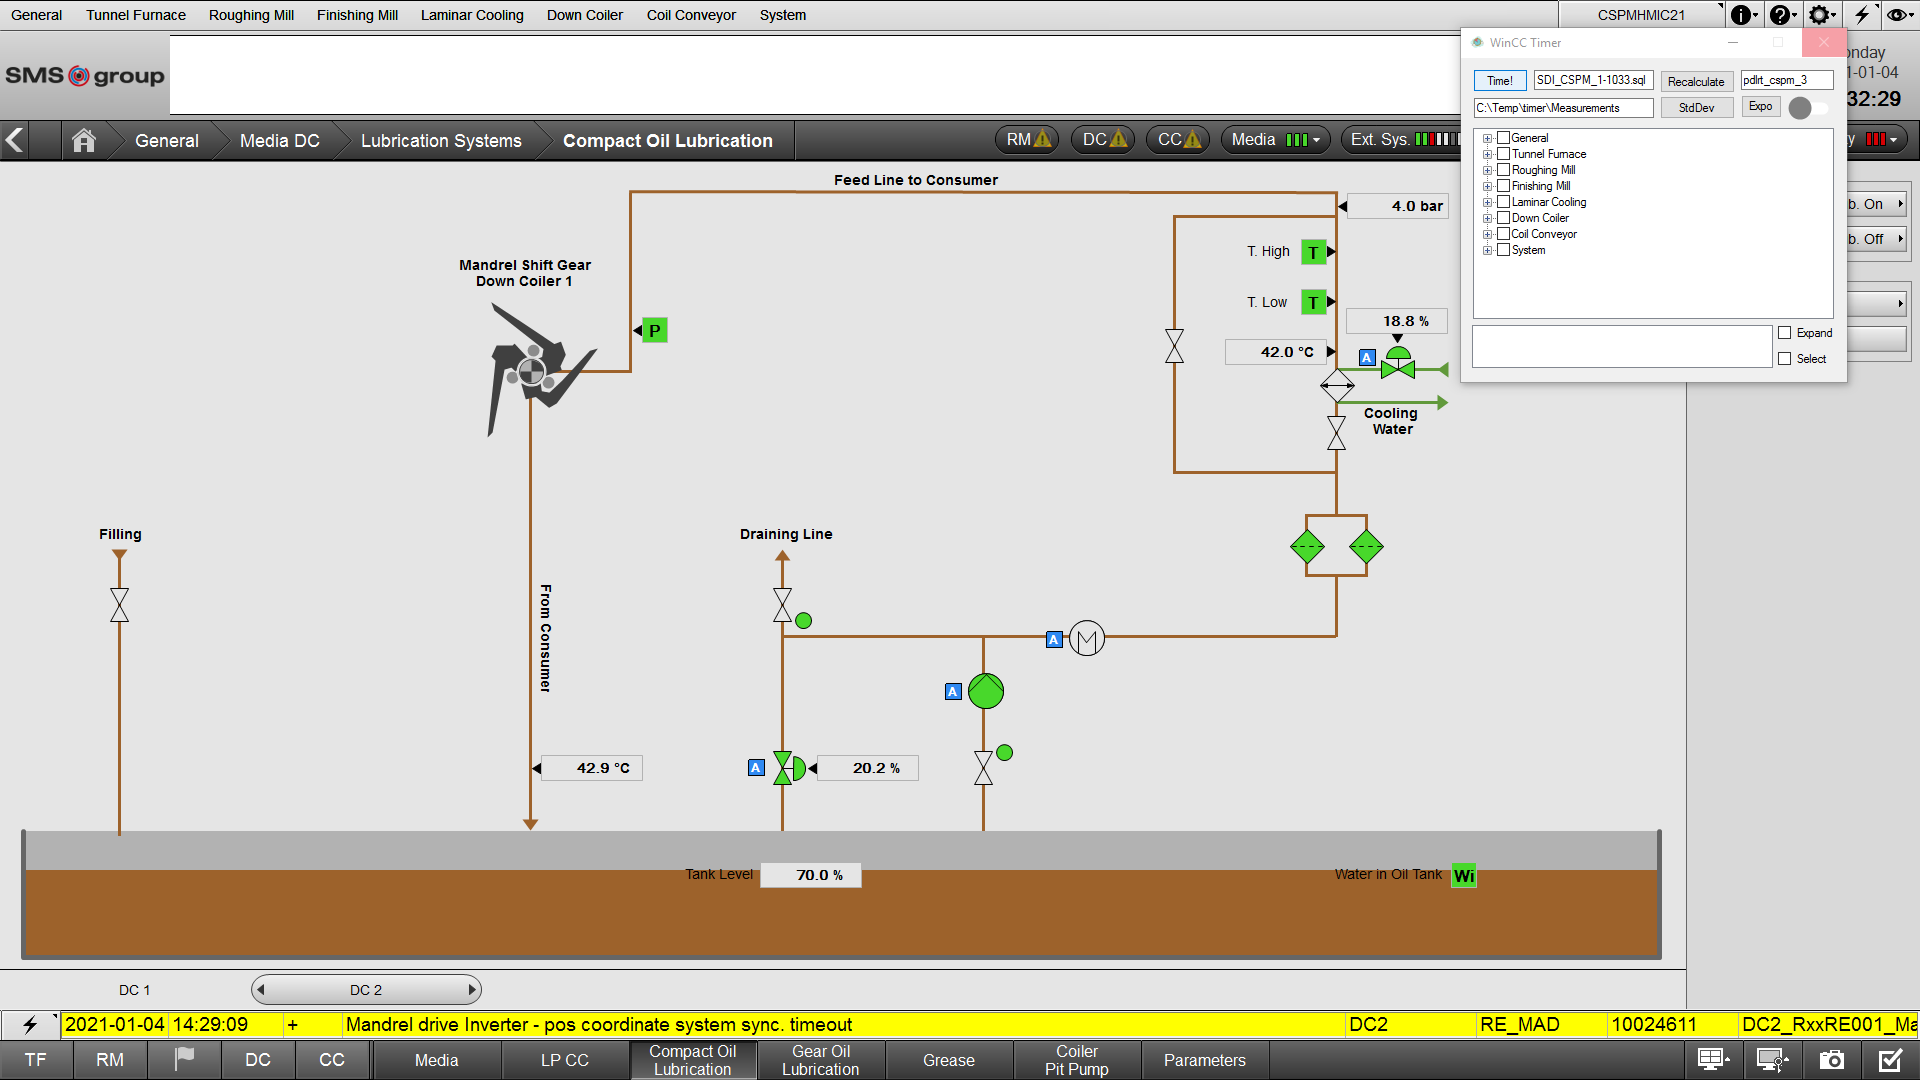 General Tunnel Furnace Roughing Mill Finishing Mill Laminar Cooling Down Coiler Coil Conveyor System CSPMHMIC21
WinCC Timer
SMS group
Time! SDI_CSPM_1-1033.sql Recalculate pdlrt_cspm_3
C:\Temp\timer\Measurements StdDev Expo
onday
1-01-04
32:29
General Media DC Lubrication Systems Compact Oil Lubrication RM DC CC Media Ext. Sys.
General
Tunnel Furnace
Roughing Mill
Finishing Mill
Laminar Cooling
Down Coiler
Coil Conveyor
System
Expand
Select
b. On
b. Off
Feed Line to Consumer
4.0 bar
T. High T
T. Low T
Mandrel Shift Gear
Down Coiler 1
P
18.8 %
42.0 °C A
Cooling
Water
Filling
Draining Line
From Consumer
A M
A
42.9 °C
A 20.2 %
Tank Level 70.0 %
Water in Oil Tank Wi
DC 1 DC 2
2021-01-04 14:29:09 + Mandrel drive Inverter - pos coordinate system sync. timeout DC2 RE_MAD 10024611 DC2_RxxRE001_Ma
TF RM DC CC Media LP CC Compact Oil Lubrication Gear Oil Lubrication Grease Coiler Pit Pump Parameters